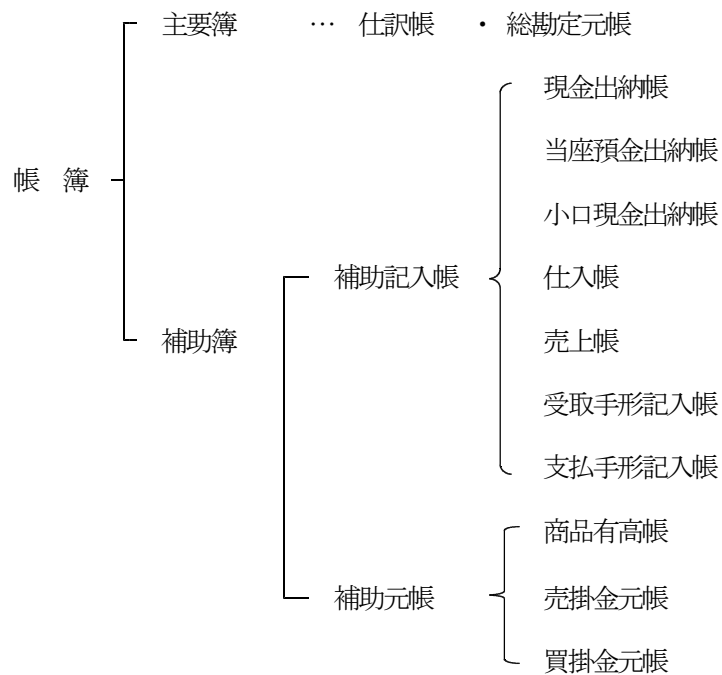 主要簿 … 仕訳帳 ・ 総勘定元帳
現金出納帳
当座預金出納帳
帳 簿
小口現金出納帳
補助記入帳 仕入帳
補助簿 売上帳
受取手形記入帳
支払手形記入帳
商品有高帳
補助元帳 売掛金元帳
買掛金元帳